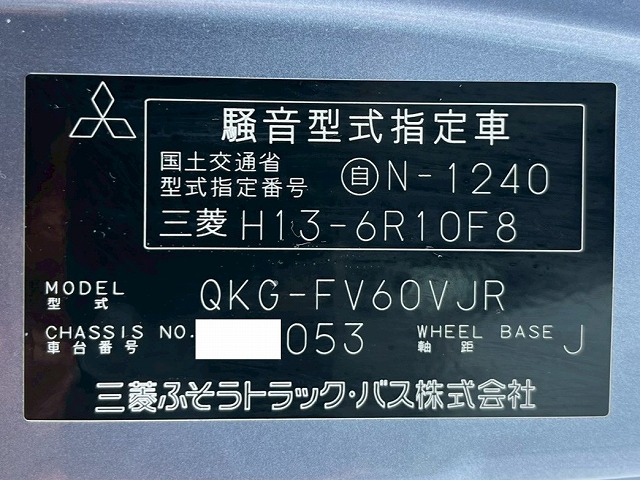 騒音型式指定車
国土交通省
型式指定番号 自N-1240
三菱 H13-6R10F8
MODEL
型式 QKG-FV60VJR
CHASSIS NO.
車台番号 053 WHEEL BASE
軸距 J
三菱ふそうトラック・バス株式会社